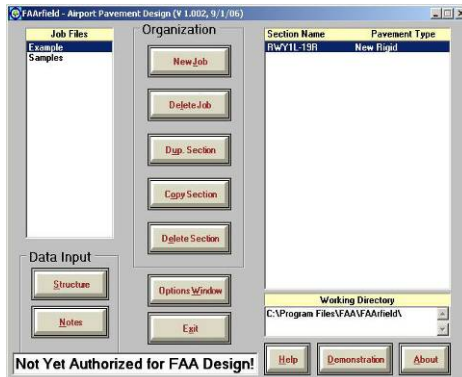 FAArfield - Airport Pavement Design (V 1.002, 9/1/06)
Job Files
Example
Samples
Organization
New Job
Delete Job
Dup. Section
Copy Section
Delete Section
Section Name Pavement Type
RWY1L-19R New Rigid
Data Input
Structure
Notes
Options Window
Exit
Working Directory
C:\Program Files\FAA\FAArfield\
Not Yet Authorized for FAA Design!
Help
Demonstration
About